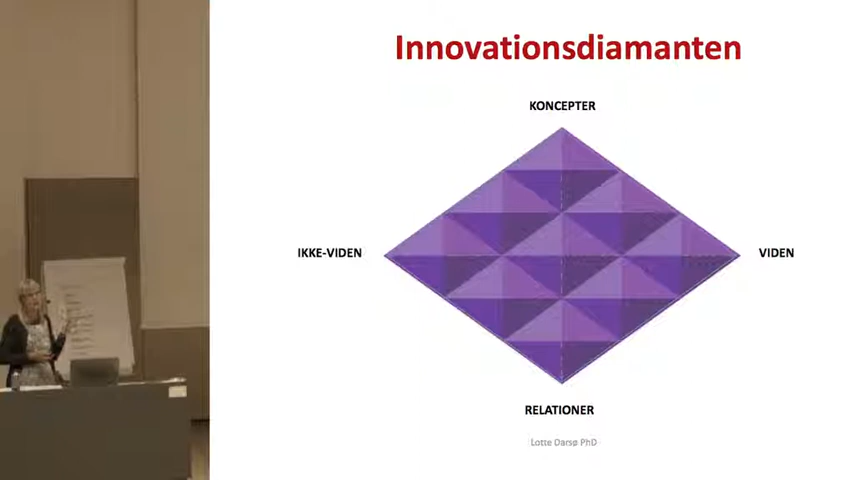 Innovationsdiamanten
KONCEPTER
IKKE-VIDEN
VIDEN
RELATIONER
Lotte Darsø PhD